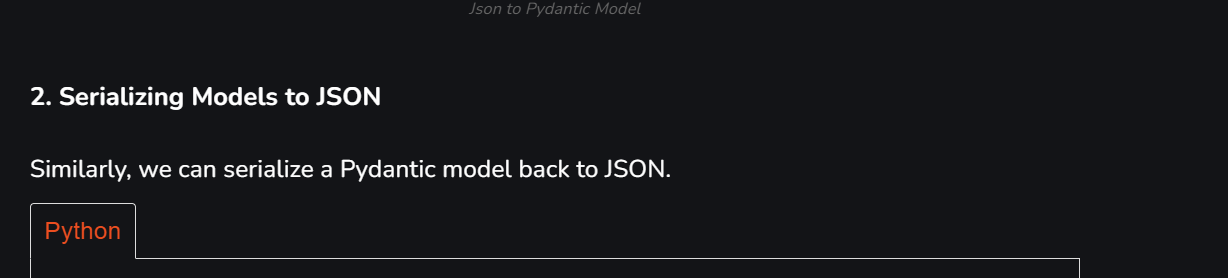 Json to Pydantic Model
2. Serializing Models to JSON
Similarly, we can serialize a Pydantic model back to JSON.
Python